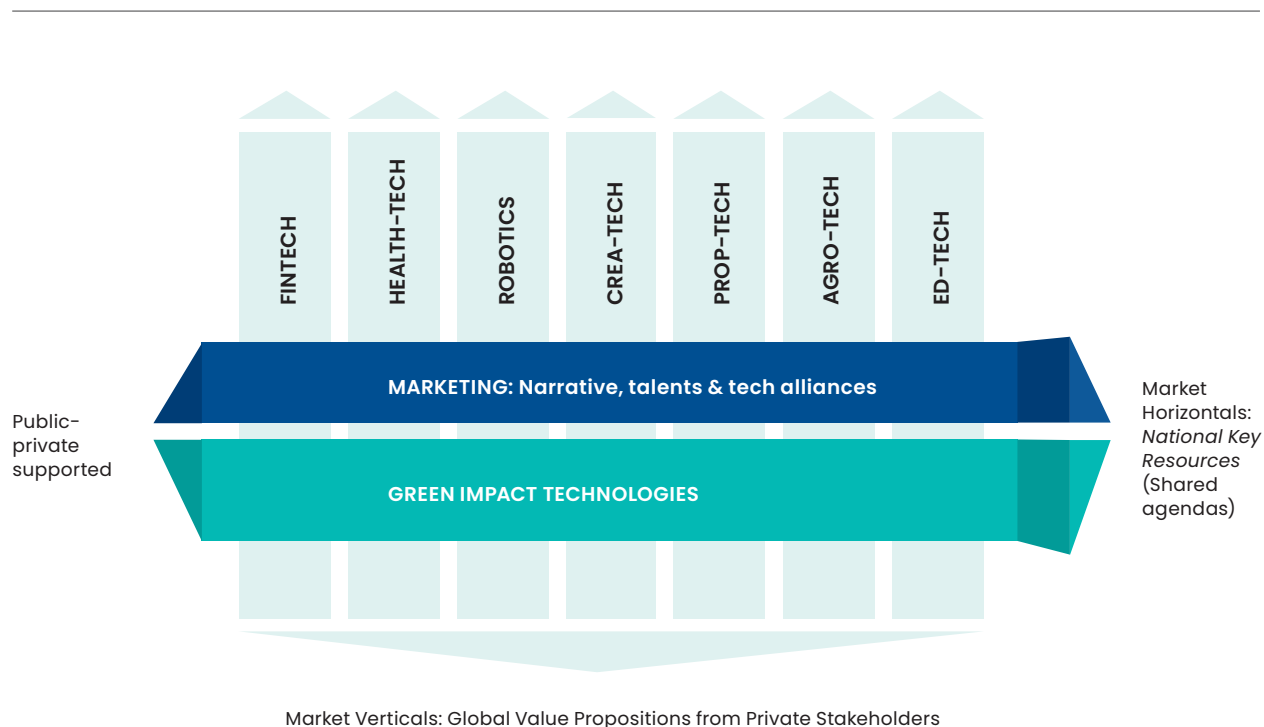 FINTECH
HEALTH-TECH
ROBOTICS
CREA-TECH
PROP-TECH
AGRO-TECH
ED-TECH
MARKETING: Narrative, talents & tech alliances
GREEN IMPACT TECHNOLOGIES
Public-
private
supported
Market
Horizontals:
National Key
Resources
(Shared
agendas)
Market Verticals: Global Value Propositions from Private Stakeholders